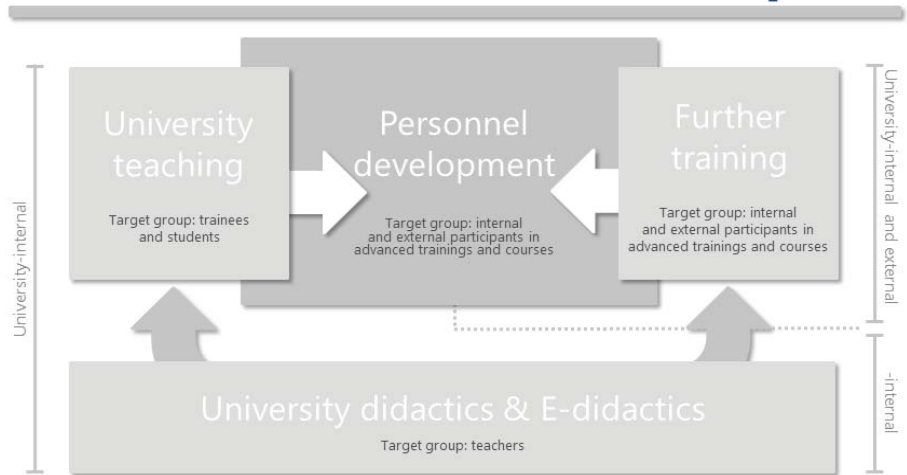 University
teaching
Target group: trainees
and students
Personnel
development
Target group: internal
and external participants in
advanced trainings and courses
Further
training
Target group: internal
and external participants in
advanced trainings and courses
University didactics & E-didactics
Target group: teachers
University-internal
University-internal and external
-internal